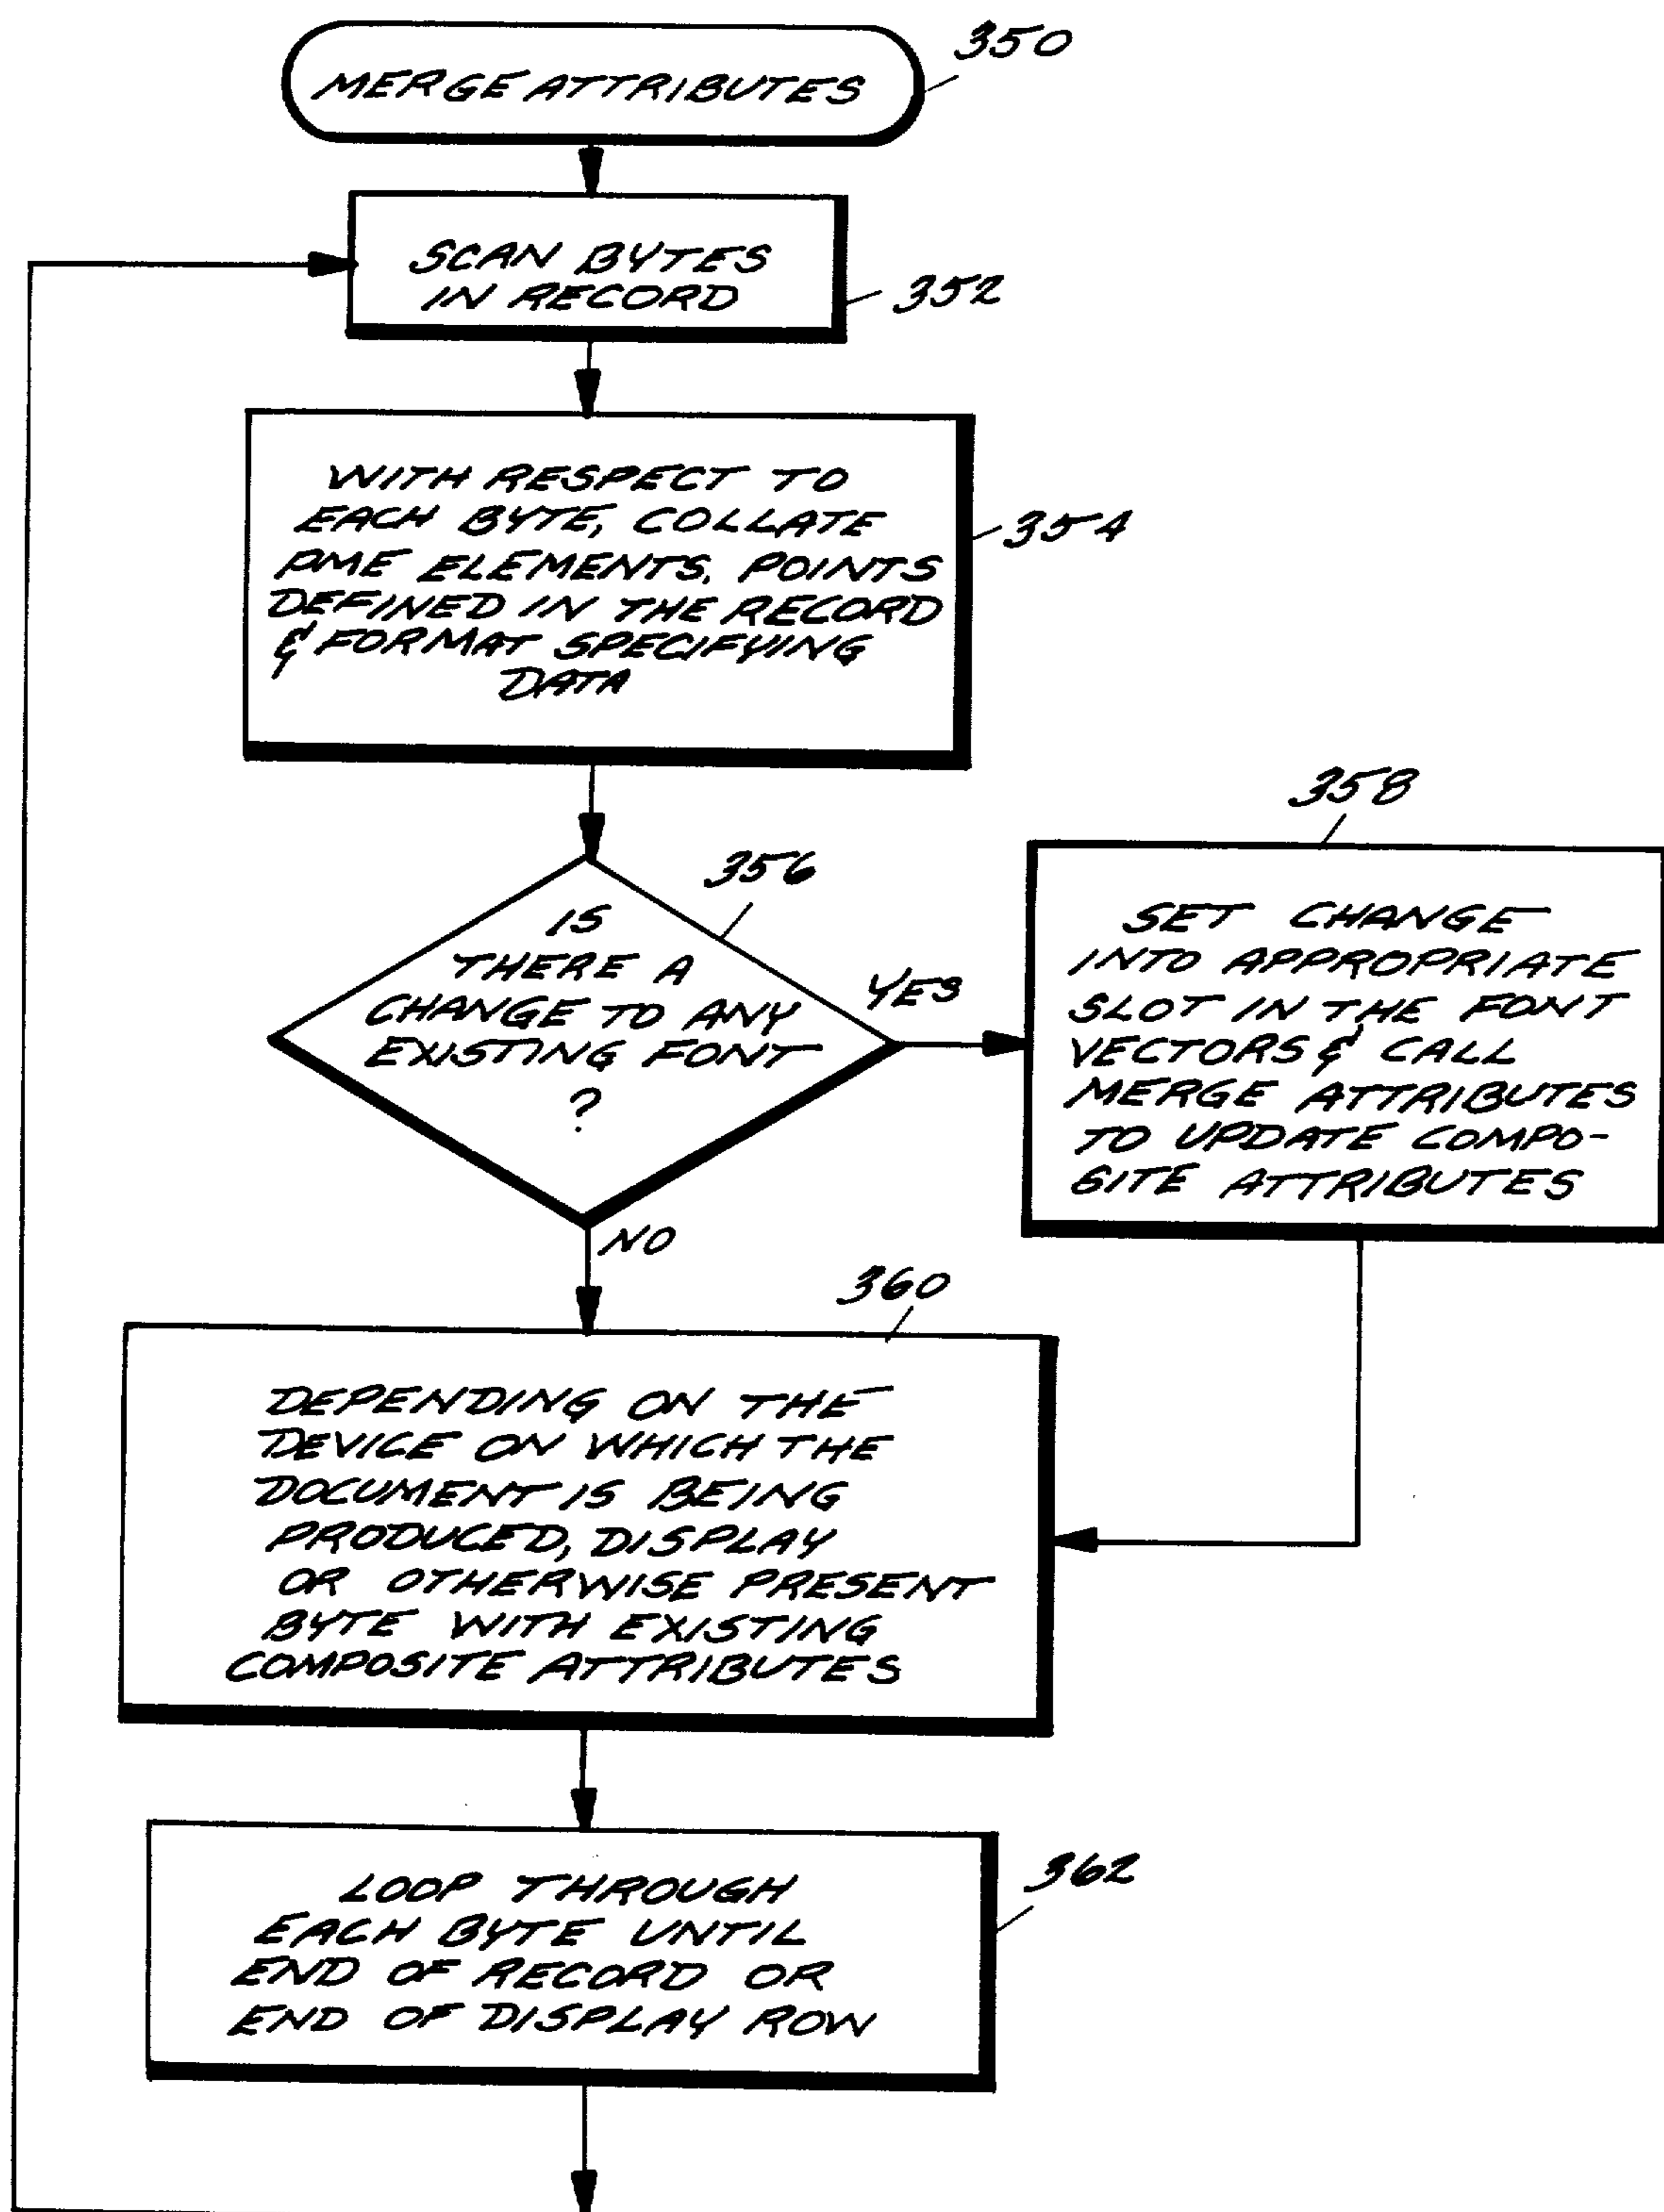 350
MERGE ATTRIBUTES
SCAN BYTES
IN RECORD
352
WITH RESPECT TO
EACH BYTE, COLLATE
PME ELEMENTS, POINTS
DEFINED IN THE RECORD
& FORMAT SPECIFYING
DATA
354
356
IS
THERE A
CHANGE TO ANY
EXISTING FONT
?
YES
NO
358
SET CHANGE
INTO APPROPRIATE
SLOT IN THE FONT
VECTORS & CALL
MERGE ATTRIBUTES
TO UPDATE COMPO-
SITE ATTRIBUTES
360
DEPENDING ON THE
DEVICE ON WHICH THE
DOCUMENT IS BEING
PRODUCED, DISPLAY
OR OTHERWISE PRESENT
BYTE WITH EXISTING
COMPOSITE ATTRIBUTES
LOOP THROUGH
EACH BYTE UNTIL
END OF RECORD OR
END OF DISPLAY ROW
362